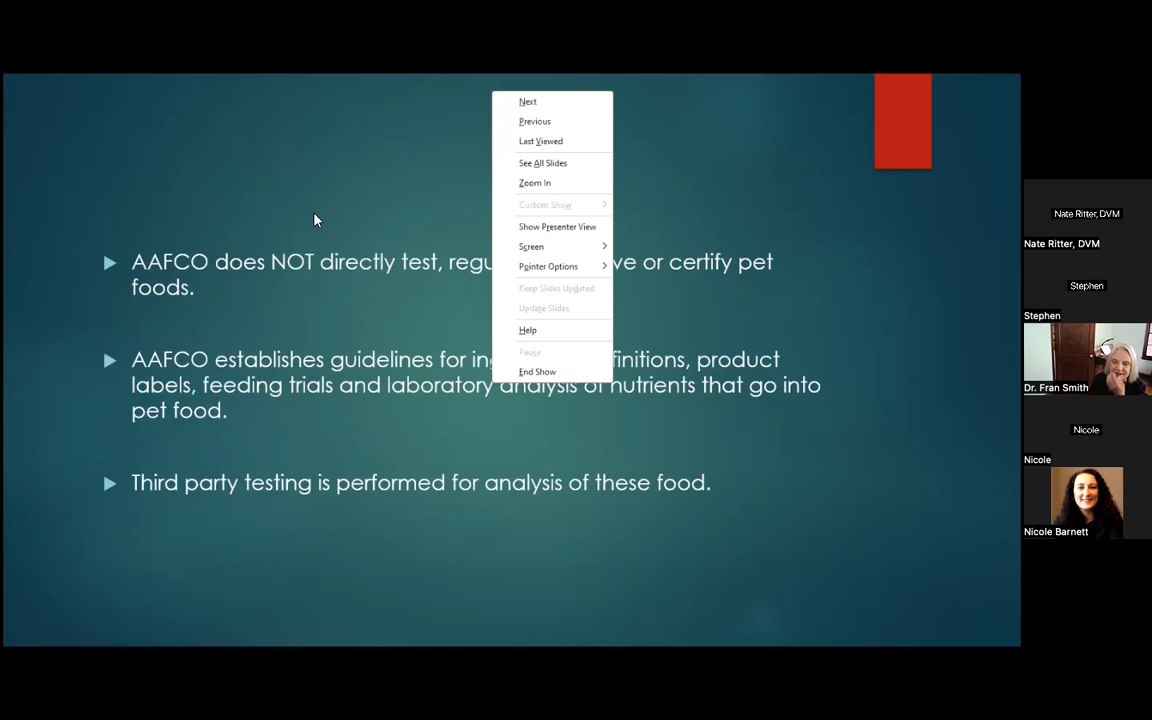 Next
Previous
Last Viewed
See All Slides
Zoom In
Custom Show
Show Presenter View
Screen
Pointer Options
Keep Slides Updated
Update Slides
Help
Pause
End Show
AAFCO does NOT directly test, regu ve or certify pet
foods.
AAFCO establishes guidelines for in finitions, product
labels, feeding trials and laboratory analysis of nutrients that go into
pet food.
Third party testing is performed for analysis of these food.
Nate Ritter, DVM
Nate Ritter, DVM
Stephen
Stephen
Dr. Fran Smith
Nicole
Nicole
Nicole Barnett